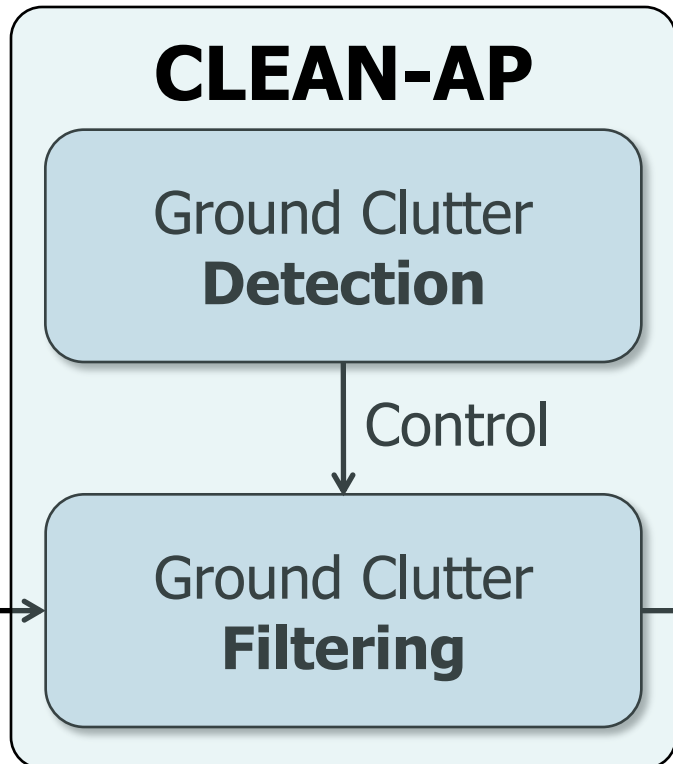 CLEAN-AP
Ground Clutter
Detection
Control
Ground Clutter
Filtering